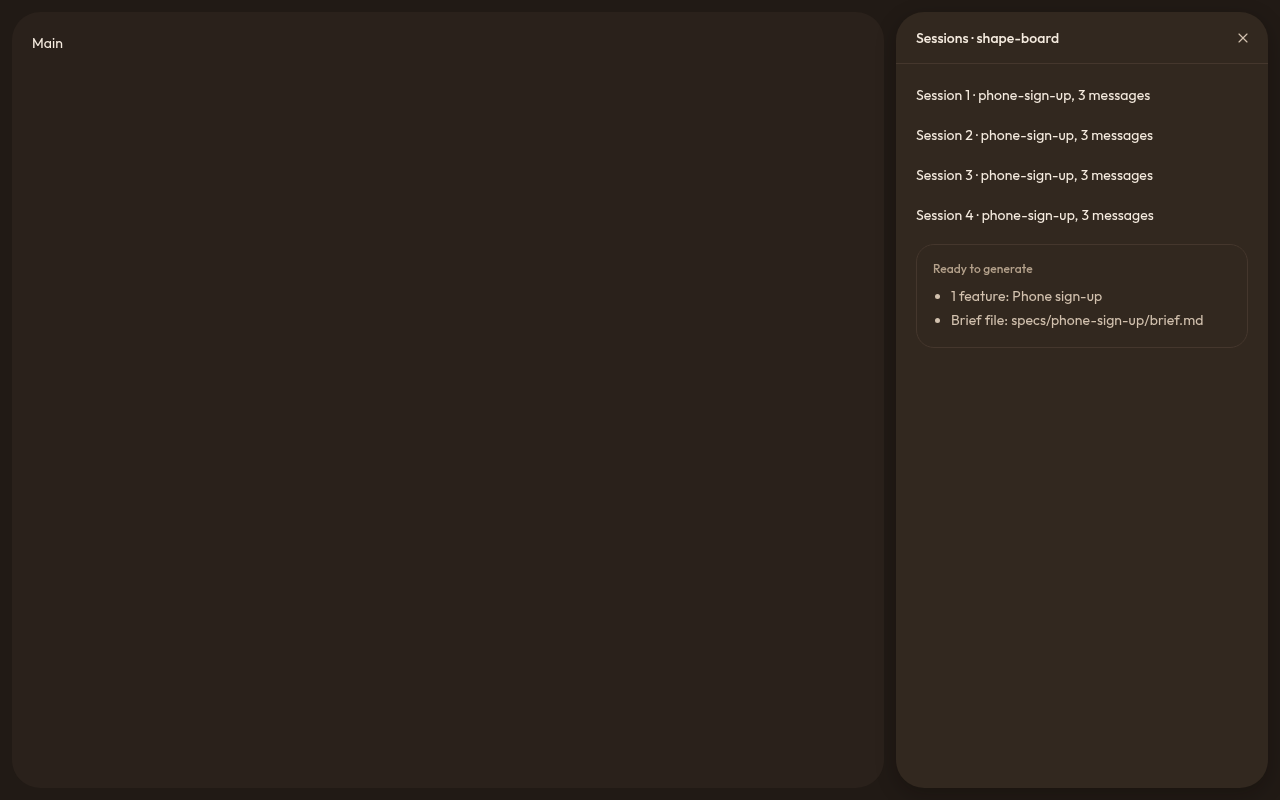 Main
Sessions · shape-board
Session 1 · phone-sign-up, 3 messages
Session 2 · phone-sign-up, 3 messages
Session 3 · phone-sign-up, 3 messages
Session 4 · phone-sign-up, 3 messages
Ready to generate
1 feature: Phone sign-up
Brief file: specs/phone-sign-up/brief.md